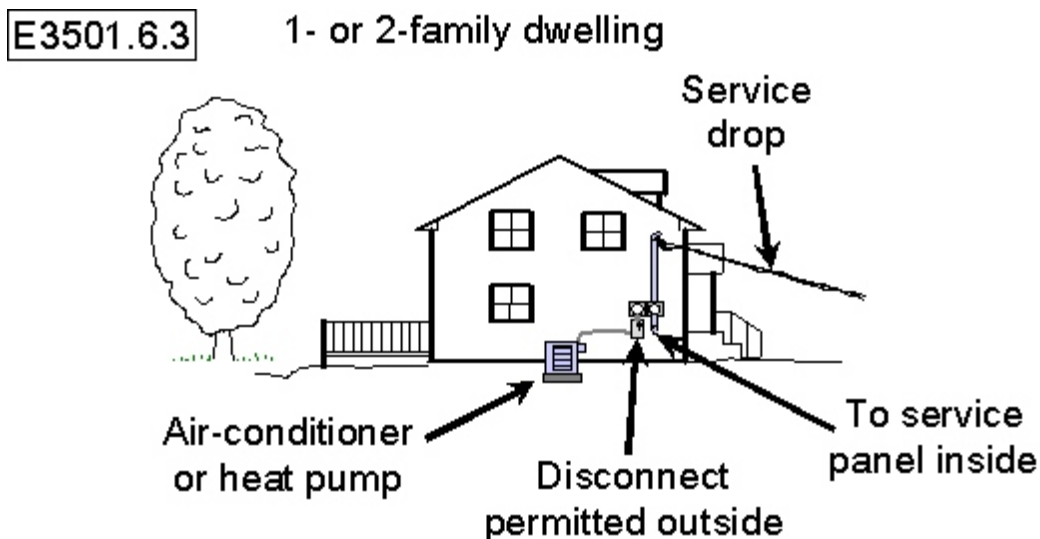 E3501.6.3
1- or 2-family dwelling
Service
drop
Air-conditioner
or heat pump
Disconnect
permitted outside
To service
panel inside